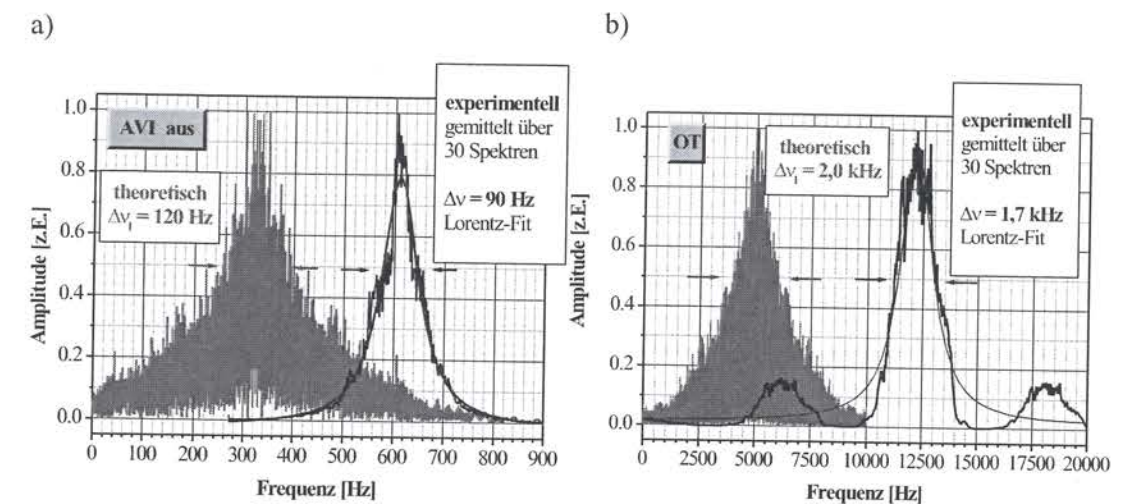 a)
b)
AVI aus
theoretisch
Δν_l = 120 Hz
experimentell
gemittelt über
30 Spektren
Δν = 90 Hz
Lorentz-Fit
Amplitude [z.E.]
1.0
0.8
0.6
0.4
0.2
0.0
0 100 200 300 400 500 600 700 800 900
Frequenz [Hz]
OT
theoretisch
Δν_l = 2,0 kHz
experimentell
gemittelt über
30 Spektren
Δν = 1,7 kHz
Lorentz-Fit
Amplitude [z.E.]
1.0
0.8
0.6
0.4
0.2
0.0
0 2500 5000 7500 10000 12500 15000 17500 20000
Frequenz [Hz]